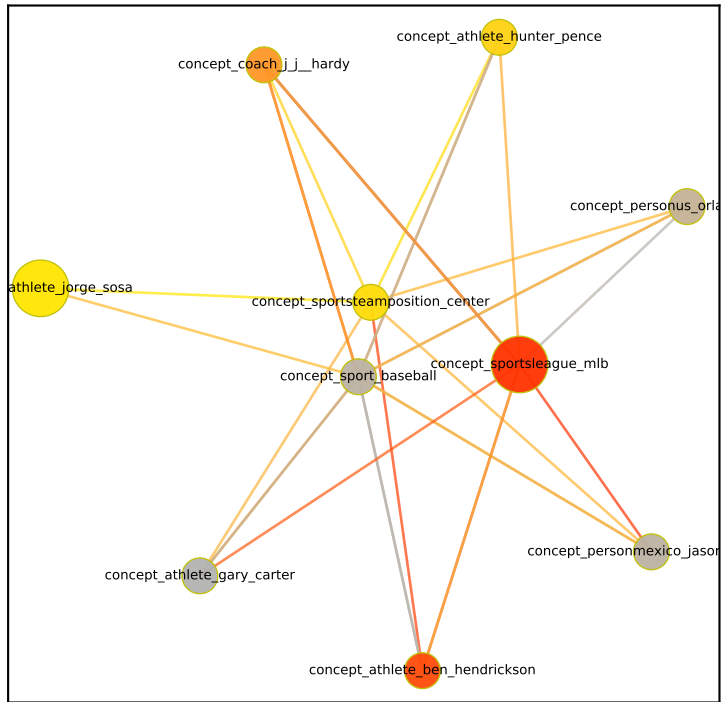 concept_athlete_hunter_pence
concept_coach_j_j__hardy
concept_personus_orla
athlete_jorge_sosa
concept_sportsteamposition_center
concept_sportsleague_mlb
concept_sport_baseball
concept_personmexico_jason
concept_athlete_gary_carter
concept_athlete_ben_hendrickson